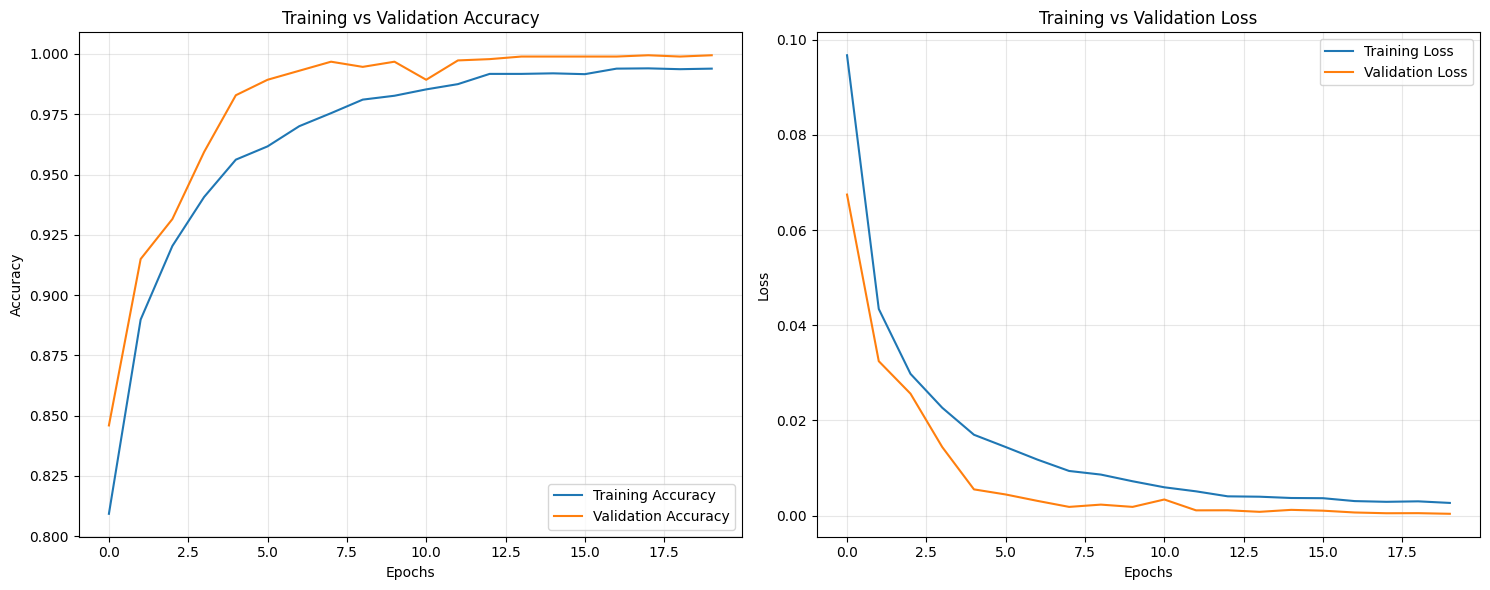 Training vs Validation Accuracy
1.000
0.975
0.950
0.925
0.900
0.875
0.850
0.825
0.800
Accuracy
Training Accuracy
Validation Accuracy
0.0 2.5 5.0 7.5 10.0 12.5 15.0 17.5
Epochs
Training vs Validation Loss
0.10
0.08
0.06
0.04
0.02
0.00
Loss
Training Loss
Validation Loss
0.0 2.5 5.0 7.5 10.0 12.5 15.0 17.5
Epochs